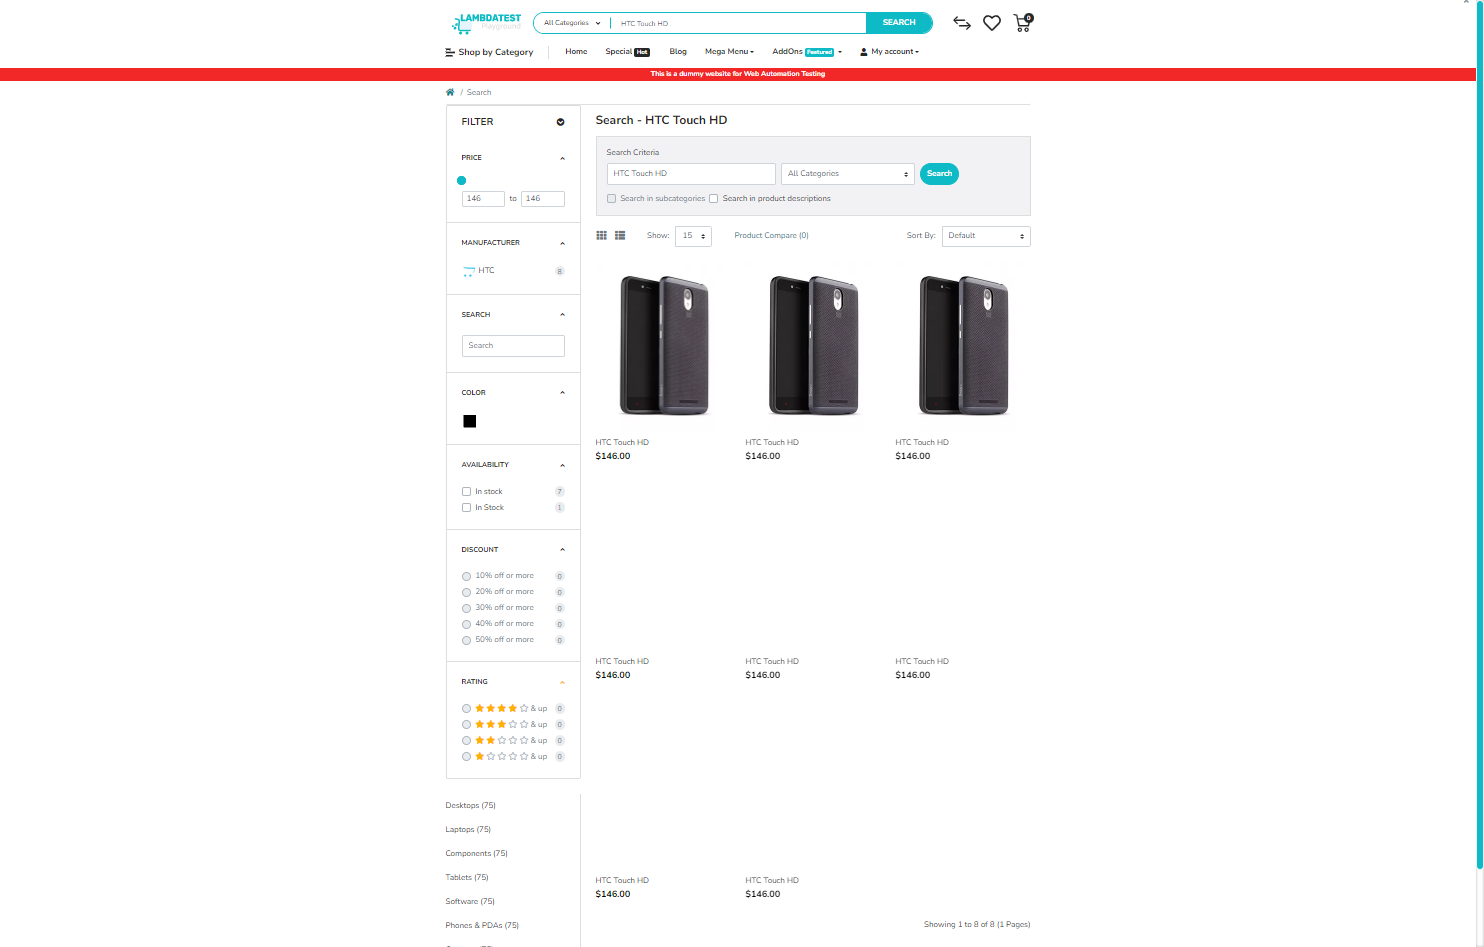 LAMBDATEST
Playground
All Categories
HTC Touch HD
SEARCH
0
Shop by Category
Home
Special Hot
Blog
Mega Menu
AddOns Featured
My account
This is a dummy website for Web Automation Testing
/ Search
FILTER
PRICE
146 to 146
MANUFACTURER
HTC 8
SEARCH
Search
COLOR
AVAILABILITY
In stock 7
In Stock 1
DISCOUNT
10% off or more 0
20% off or more 0
30% off or more 0
40% off or more 0
50% off or more 0
RATING
& up 0
& up 0
& up 0
& up 0
Desktops (75)
Laptops (75)
Components (75)
Tablets (75)
Software (75)
Phones & PDAs (75)
Search - HTC Touch HD
Search Criteria
HTC Touch HD
All Categories
Search
Search in subcategories
Search in product descriptions
Show: 15
Product Compare (0)
Sort By: Default
HTC Touch HD
$146.00
HTC Touch HD
$146.00
HTC Touch HD
$146.00
HTC Touch HD
$146.00
HTC Touch HD
$146.00
HTC Touch HD
$146.00
HTC Touch HD
$146.00
HTC Touch HD
$146.00
Showing 1 to 8 of 8 (1 Pages)